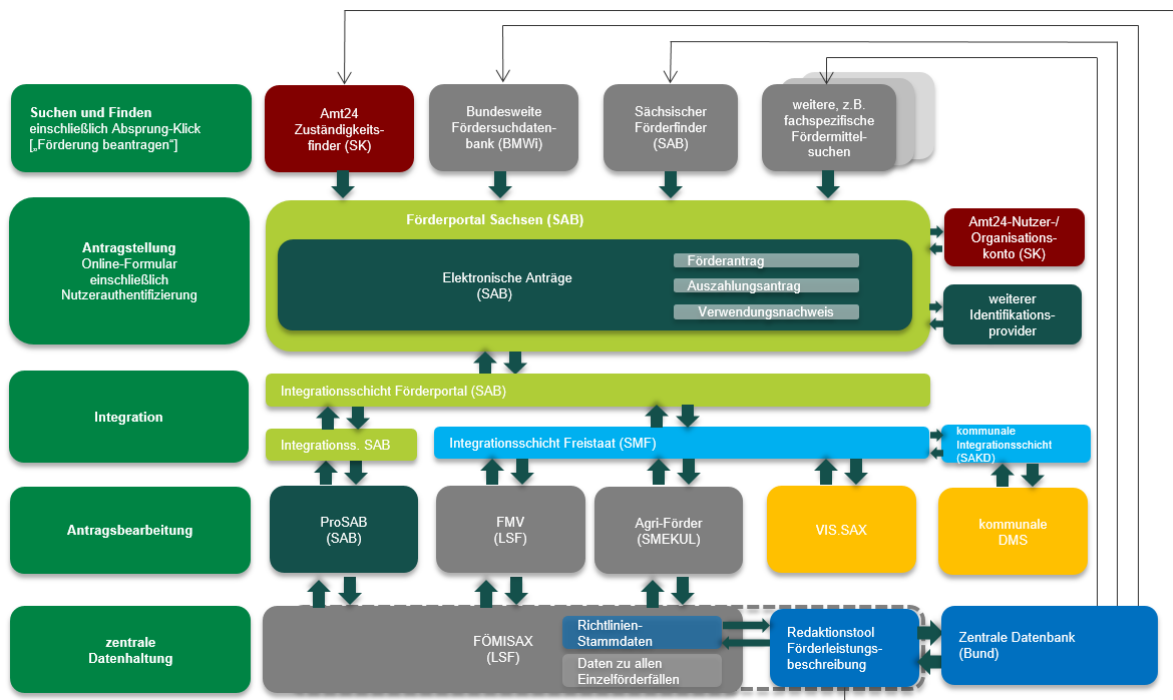 Suchen und Finden
einschließlich Absprung-Klick
[„Förderung beantragen“]
Amt24
Zuständigkeits-
finder (SK)
Bundesweite
Fördersuchdaten-
bank (BMWi)
Sächsischer
Förderfinder
(SAB)
weitere, z.B.
fachspezifische
Fördermittel-
suchen
Antragstellung
Online-Formular
einschließlich
Nutzerauthentifizierung
Förderportal Sachsen (SAB)
Elektronische Anträge
(SAB)
Förderantrag
Auszahlungsantrag
Verwendungsnachweis
Amt24-Nutzer-/
Organisations-
konto (SK)
weiterer
Identifikations-
provider
Integration
Integrationsschicht Förderportal (SAB)
Integrationss. SAB
Integrationsschicht Freistaat (SMF)
kommunale
Integrationsschicht
(SAKD)
Antragsbearbeitung
ProSAB
(SAB)
FMV
(LSF)
Agri-Förder
(SMEKUL)
VIS.SAX
kommunale
DMS
zentrale
Datenhaltung
FÖMISAX
(LSF)
Richtlinien-
Stammdaten
Daten zu allen
Einzelförderfällen
Redaktionstool
Förderleistungs-
beschreibung
Zentrale Datenbank
(Bund)